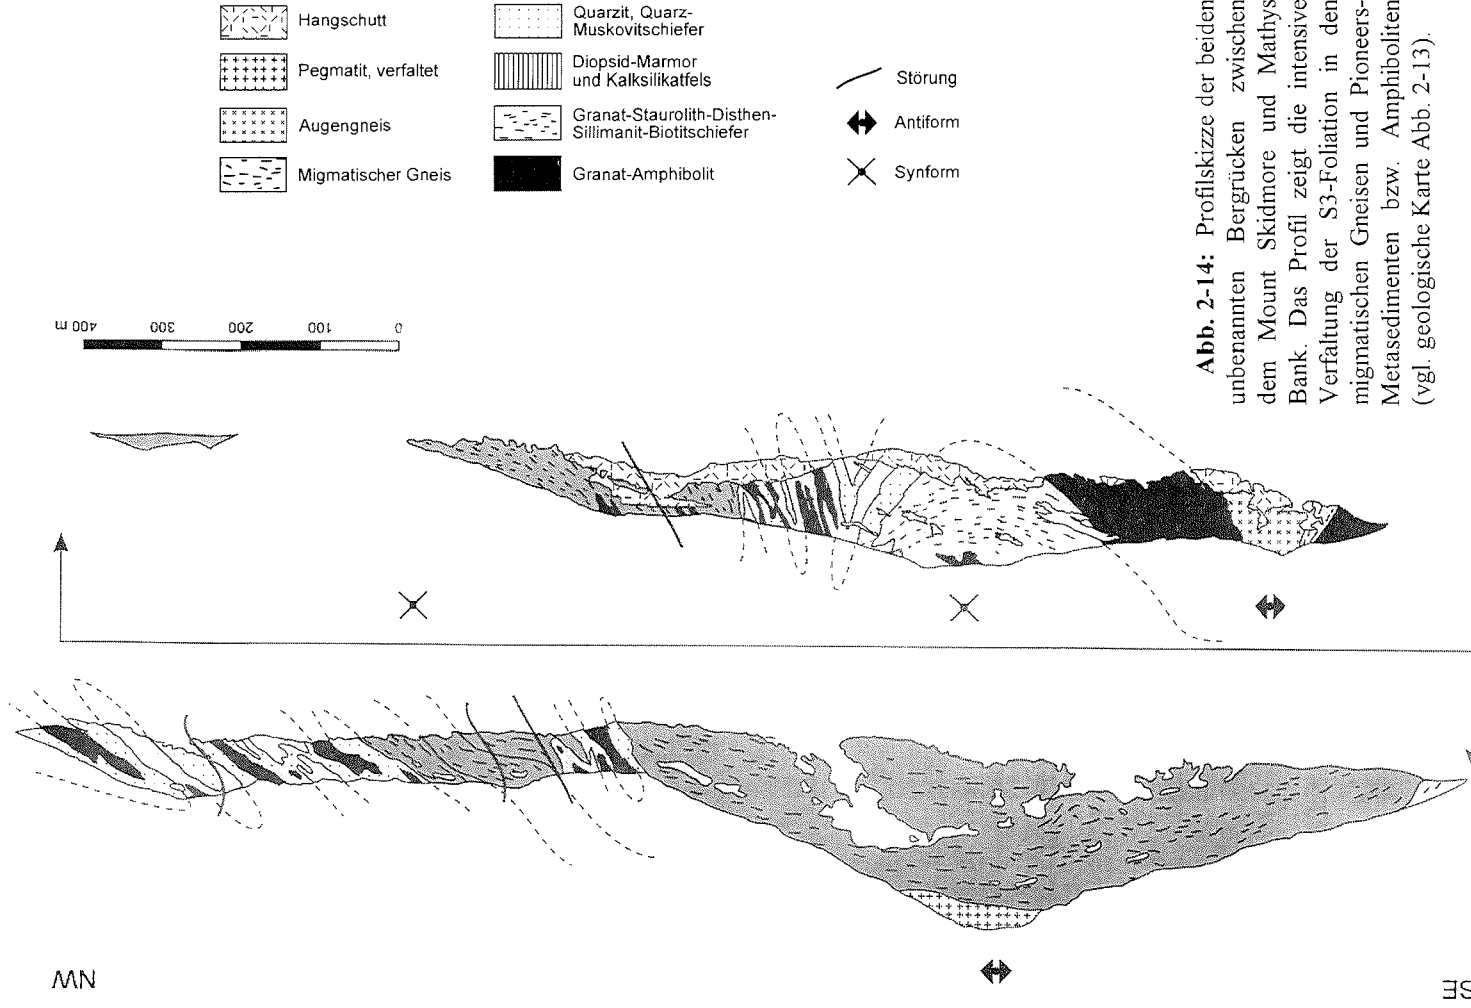 Hangschutt
Pegmatit, verfaltet
Augengneis
Migmatischer Gneis
Quarzit, Quarz-
Muskovitschiefer
Diopsid-Marmor
und Kalksilikatfels
Granat-Staurolith-Disthen-
Sillimanit-Biotitschiefer
Granat-Amphibolit
Störung
Antiform
Synform
Abb. 2-14: Profilskizze der beiden
unbenannten Bergrücken zwischen
dem Mount Skidmore und Mathys
Bank. Das Profil zeigt die intensive
Verfaltung der S3-Foliation in den
migmatischen Gneisen und Pioneers-
Metasedimenten bzw. Amphiboliten
(vgl. geologische Karte Abb. 2-13).
0 100 200 300 400 m
NW
SE